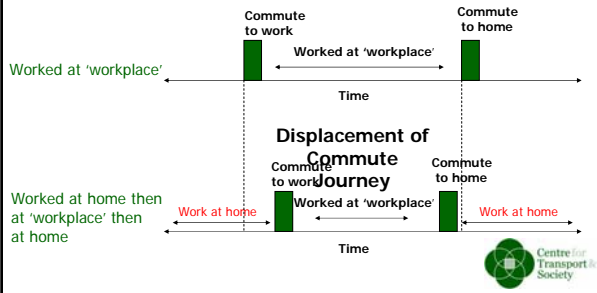 Commute
to work
Commute
to home
Worked at ‘workplace’
Worked at ‘workplace’
Time
Displacement of
Commute
Journey
Commute
to work
Commute
to home
Worked at home then
at ‘workplace’ then
at home
Work at home
Worked at ‘workplace’
Work at home
Time
Centre for
Transport &
Society